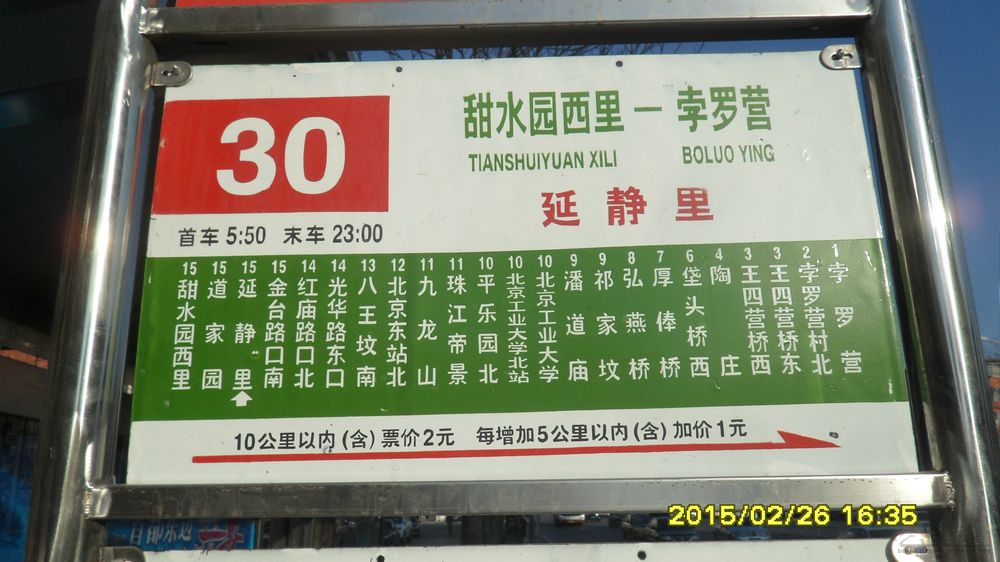 30
甜水园西里 — 孛罗营
TIANSHUIYUAN XILI BOLUO YING
延静里
首车 5:50 末车 23:00
15 甜水园西里
15 道家园
15 延静里
15 金台路口南
14 红庙路口北
14 光华路东口
13 八王坟南
12 北京东站北
11 九龙山
11 珠江帝景
10 平乐园北
10 北京工业大学北站
10 北京工业大学
9 潘道庙
9 祁家坟
8 弘燕桥
7 厚俸桥
6 垡头桥西
4 陶庄
3 王四营桥西
3 王四营桥东
2 孛罗营村北
1 孛罗营
10公里以内(含)票价2元 每增加5公里以内(含)加价1元
2015/02/26 16:35